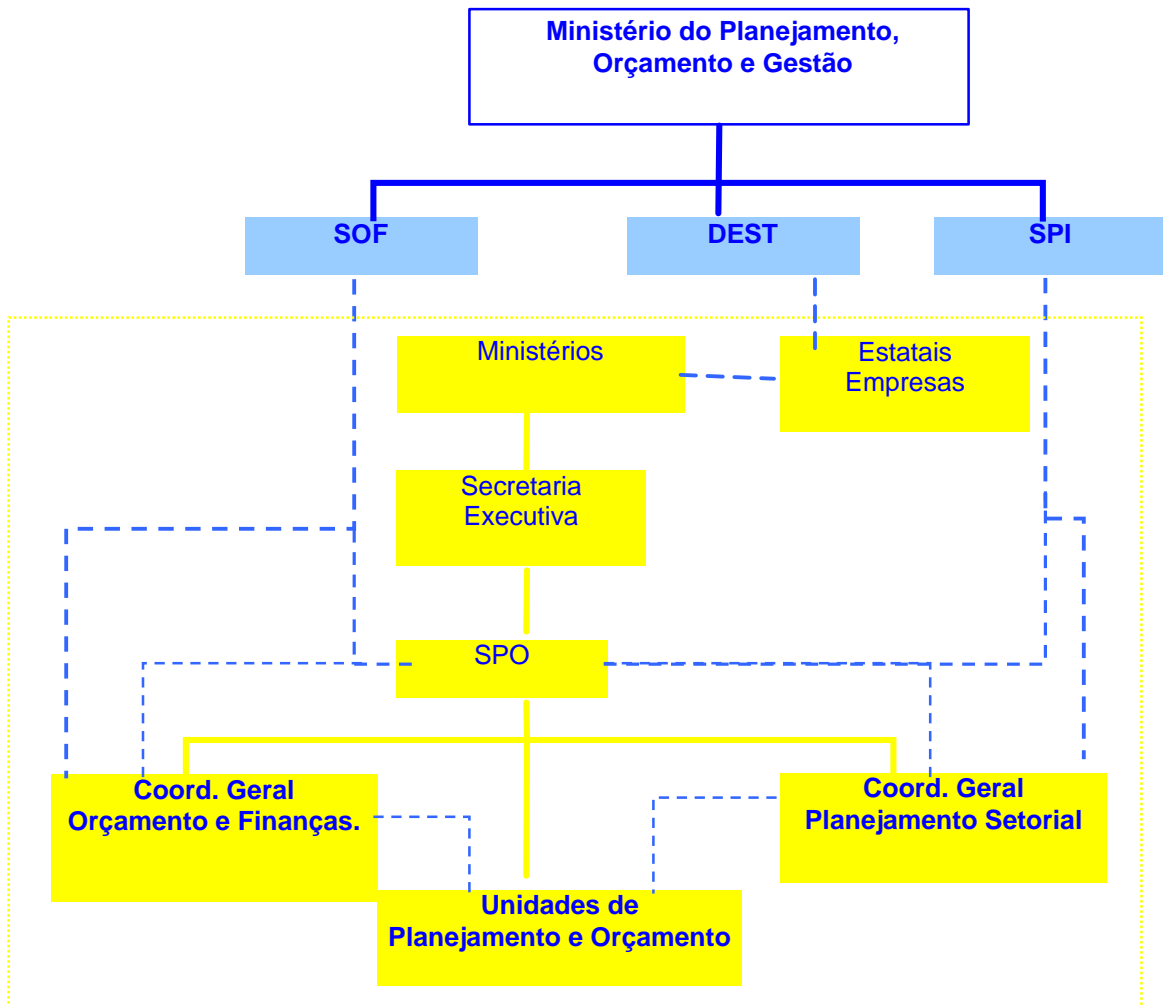 Ministério do Planejamento,
Orçamento e Gestão
SOF
DEST
SPI
Ministérios
Estatais
Empresas
Secretaria
Executiva
SPO
Coord. Geral
Orçamento e Finanças.
Coord. Geral
Planejamento Setorial
Unidades de
Planejamento e Orçamento